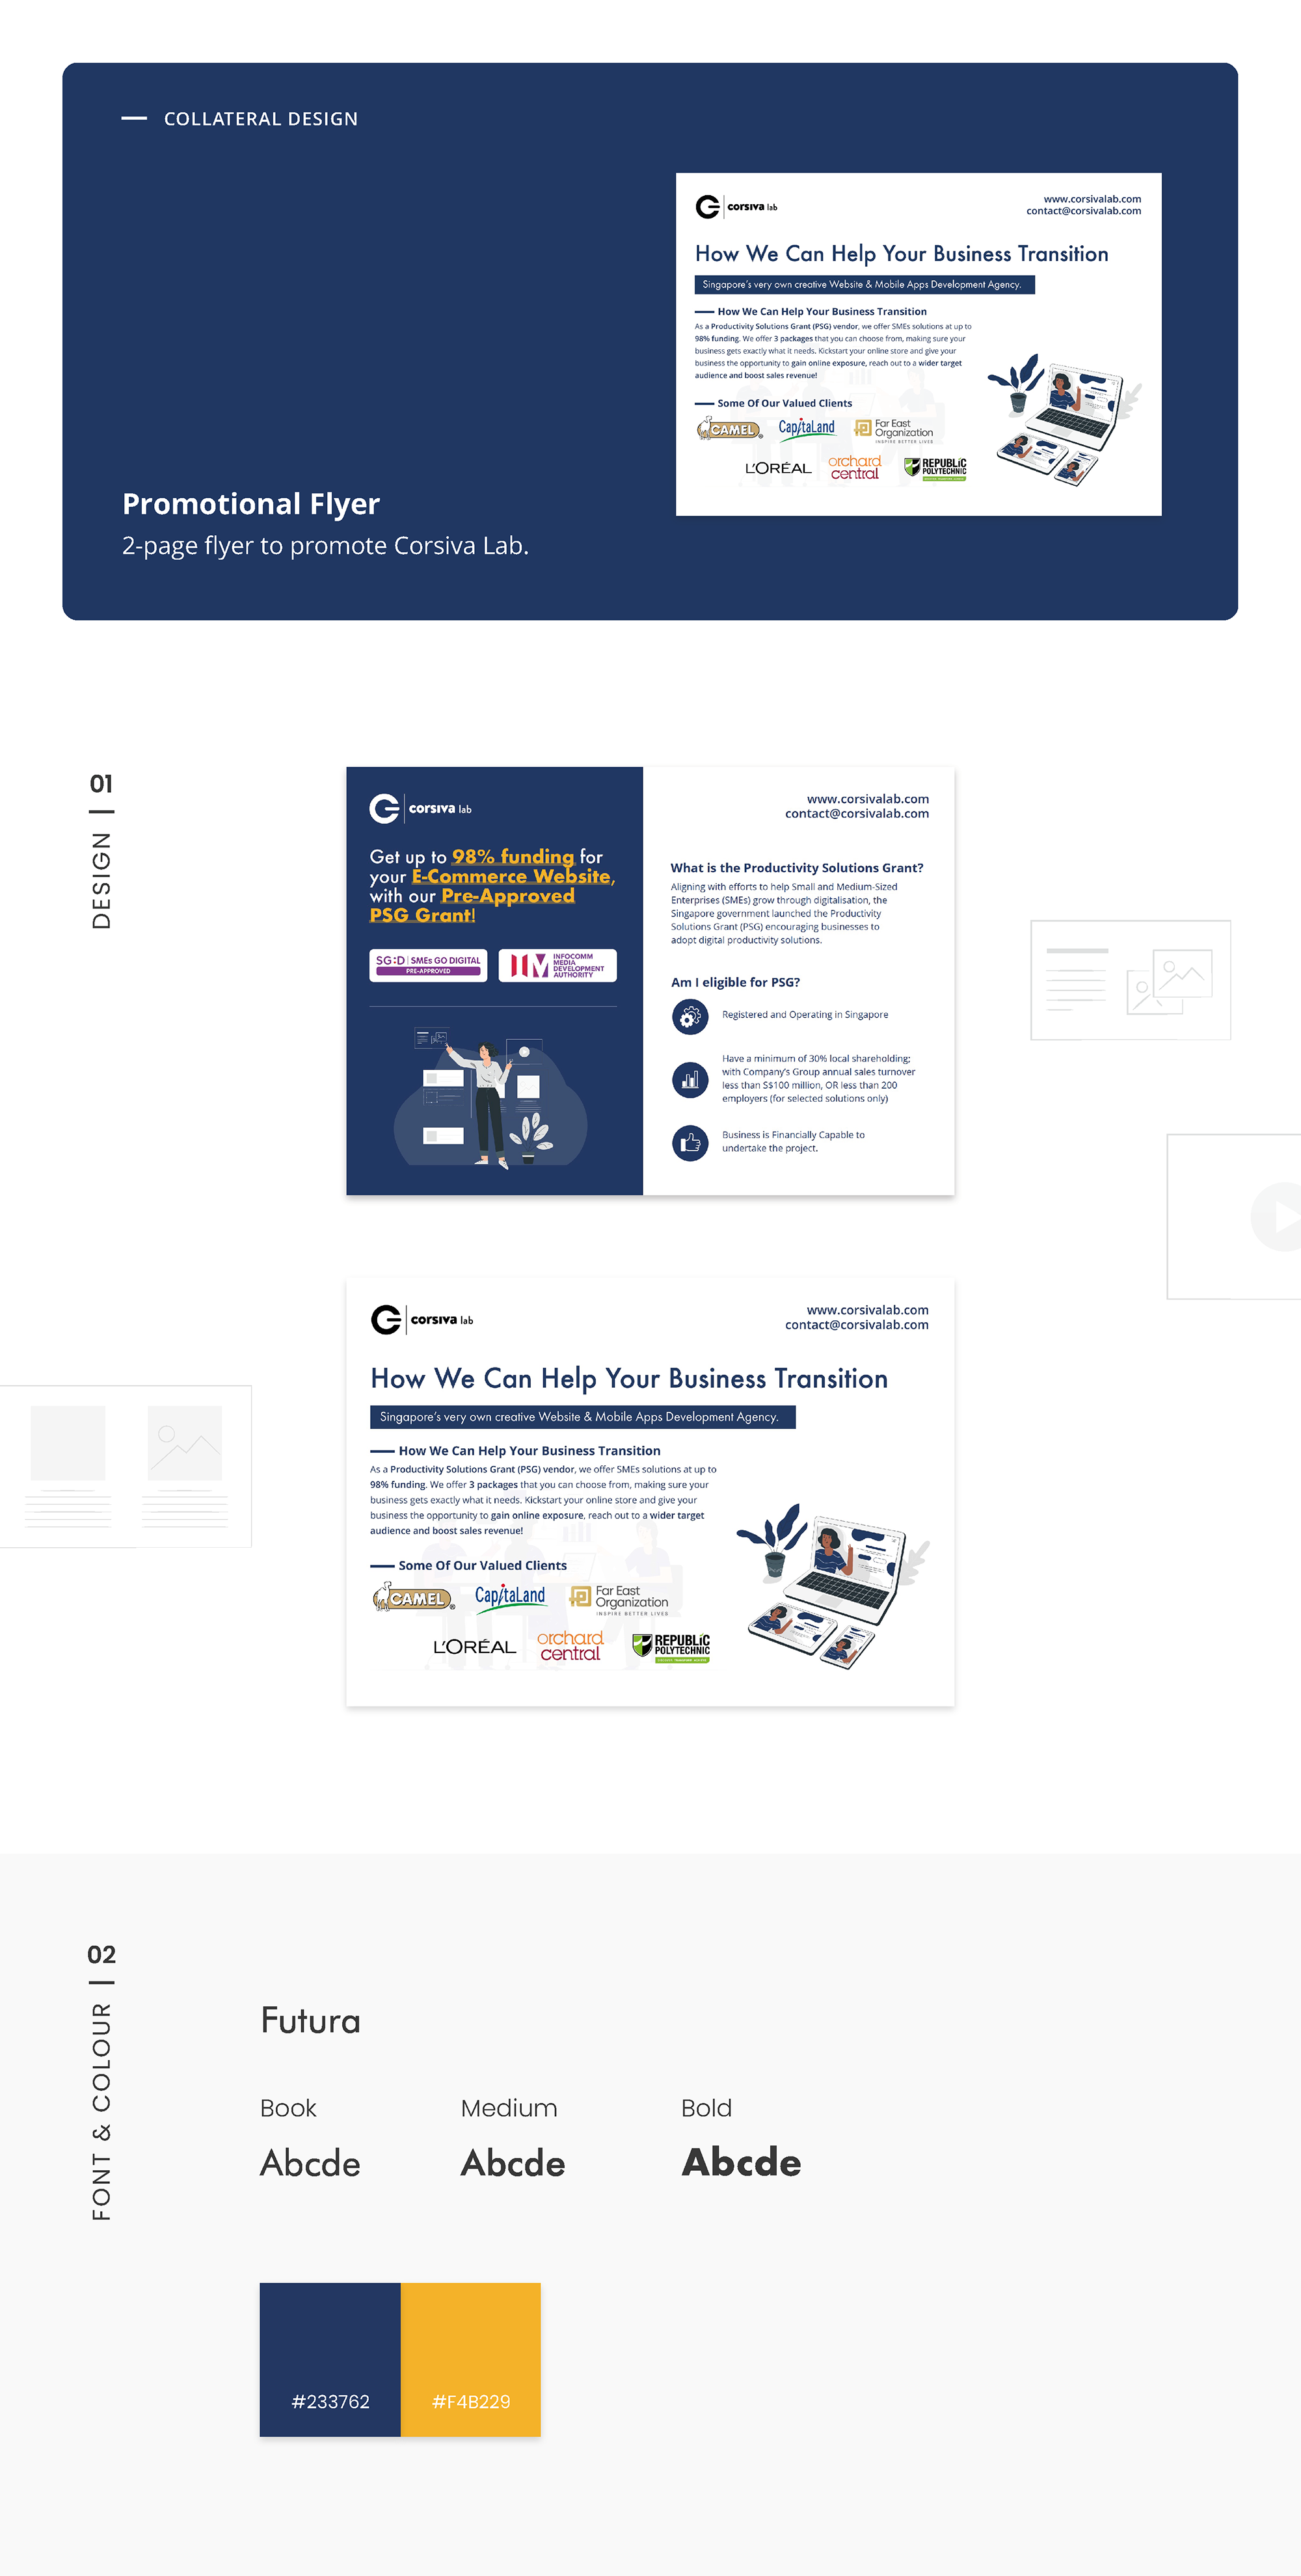 COLLATERAL DESIGN
corsiva lab
www.corsivalab.com
contact@corsivalab.com
How We Can Help Your Business Transition
Singapore's very own creative Website & Mobile Apps Development Agency.
How We Can Help Your Business Transition
As a Productivity Solutions Grant (PSG) vendor, we offer SMEs solutions at up to
98% funding. We offer 3 packages that you can choose from, making sure your
business gets exactly what it needs. Kickstart your online store and give your
business the opportunity to gain online exposure, reach out to a wider target
audience and boost sales revenue!
Some Of Our Valued Clients
CAMEL
CapitaLand
Far East
Organization
INSPIRE BETTER LIVES
L'ORÉAL
orchard
central
REPUBLIC
POLYTECHNIC
Promotional Flyer
2-page flyer to promote Corsiva Lab.
01
DESIGN
corsiva lab
Get up to 98% funding for
your E-Commerce Website,
with our Pre-Approved
PSG Grant!
SG:D SMEs GO DIGITAL
PRE-APPROVED
INFOCOMM
MEDIA
DEVELOPMENT
AUTHORITY
www.corsivalab.com
contact@corsivalab.com
What is the Productivity Solutions Grant?
Aligning with efforts to help Small and Medium-Sized
Enterprises (SMEs) grow through digitalisation, the
Singapore government launched the Productivity
Solutions Grant (PSG) encouraging businesses to
adopt digital productivity solutions.
Am I eligible for PSG?
Registered and Operating in Singapore
Have a minimum of 30% local shareholding;
with Company's Group annual sales turnover
less than S$100 million, OR less than 200
employers (for selected solutions only)
Business is Financially Capable to
undertake the project.
corsiva lab
www.corsivalab.com
contact@corsivalab.com
How We Can Help Your Business Transition
Singapore's very own creative Website & Mobile Apps Development Agency.
How We Can Help Your Business Transition
As a Productivity Solutions Grant (PSG) vendor, we offer SMEs solutions at up to
98% funding. We offer 3 packages that you can choose from, making sure your
business gets exactly what it needs. Kickstart your online store and give your
business the opportunity to gain online exposure, reach out to a wider target
audience and boost sales revenue!
Some Of Our Valued Clients
CAMEL
CapitaLand
Far East
Organization
INSPIRE BETTER LIVES
L'ORÉAL
orchard
central
REPUBLIC
POLYTECHNIC
02
FONT & COLOUR
Futura
Book
Medium
Bold
Abcde
Abcde
Abcde
#233762
#F4B229